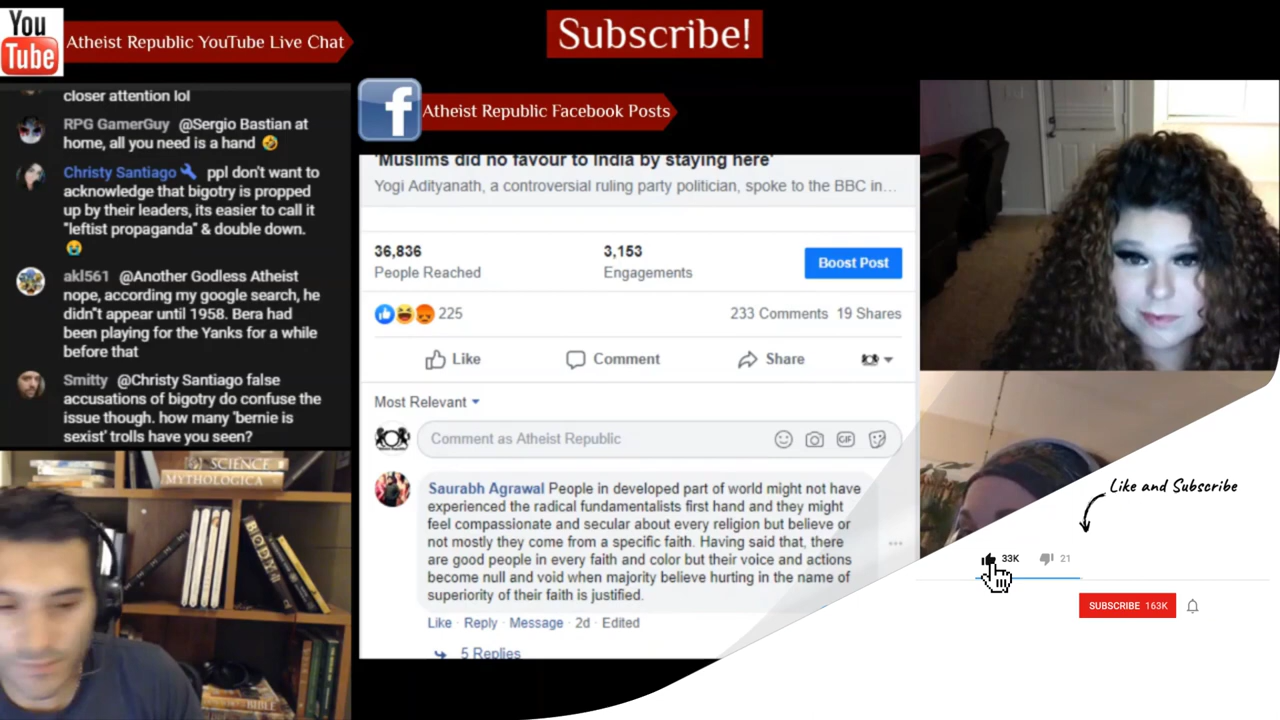 You
Tube
Atheist Republic YouTube Live Chat
Subscribe!
closer attention lol
RPG GamerGuy @Sergio Bastian at
home, all you need is a hand 🤣
Christy Santiago ppl don't want to
acknowledge that bigotry is propped
up by their leaders, its easier to call it
"leftist propaganda" & double down.
😭
akl561 @Another Godless Atheist
nope, according my google search, he
didn"t appear until 1958. Bera had
been playing for the Yanks for a while
before that
Smitty @Christy Santiago false
accusations of bigotry do confuse the
issue though. how many 'bernie is
sexist' trolls have you seen?
f
Atheist Republic Facebook Posts
'Muslims did no favour to India by staying here'
Yogi Adityanath, a controversial ruling party politician, spoke to the BBC in...
36,836
People Reached
3,153
Engagements
Boost Post
225
233 Comments 19 Shares
Like
Comment
Share
Most Relevant
Comment as Atheist Republic
GIF
Saurabh Agrawal People in developed part of world might not have
experienced the radical fundamentalists first hand and they might
feel compassionate and secular about every religion but believe or
not mostly they come from a specific faith. Having said that, there
are good people in every faith and color but their voice and actions
become null and void when majority believe hurting in the name of
superiority of their faith is justified.
Like · Reply · Message · 2d · Edited
5 Replies
SCIENCE
MYTHOLOGICA
BODY
BIBLE
Like and Subscribe
33K
21
SUBSCRIBE 163K